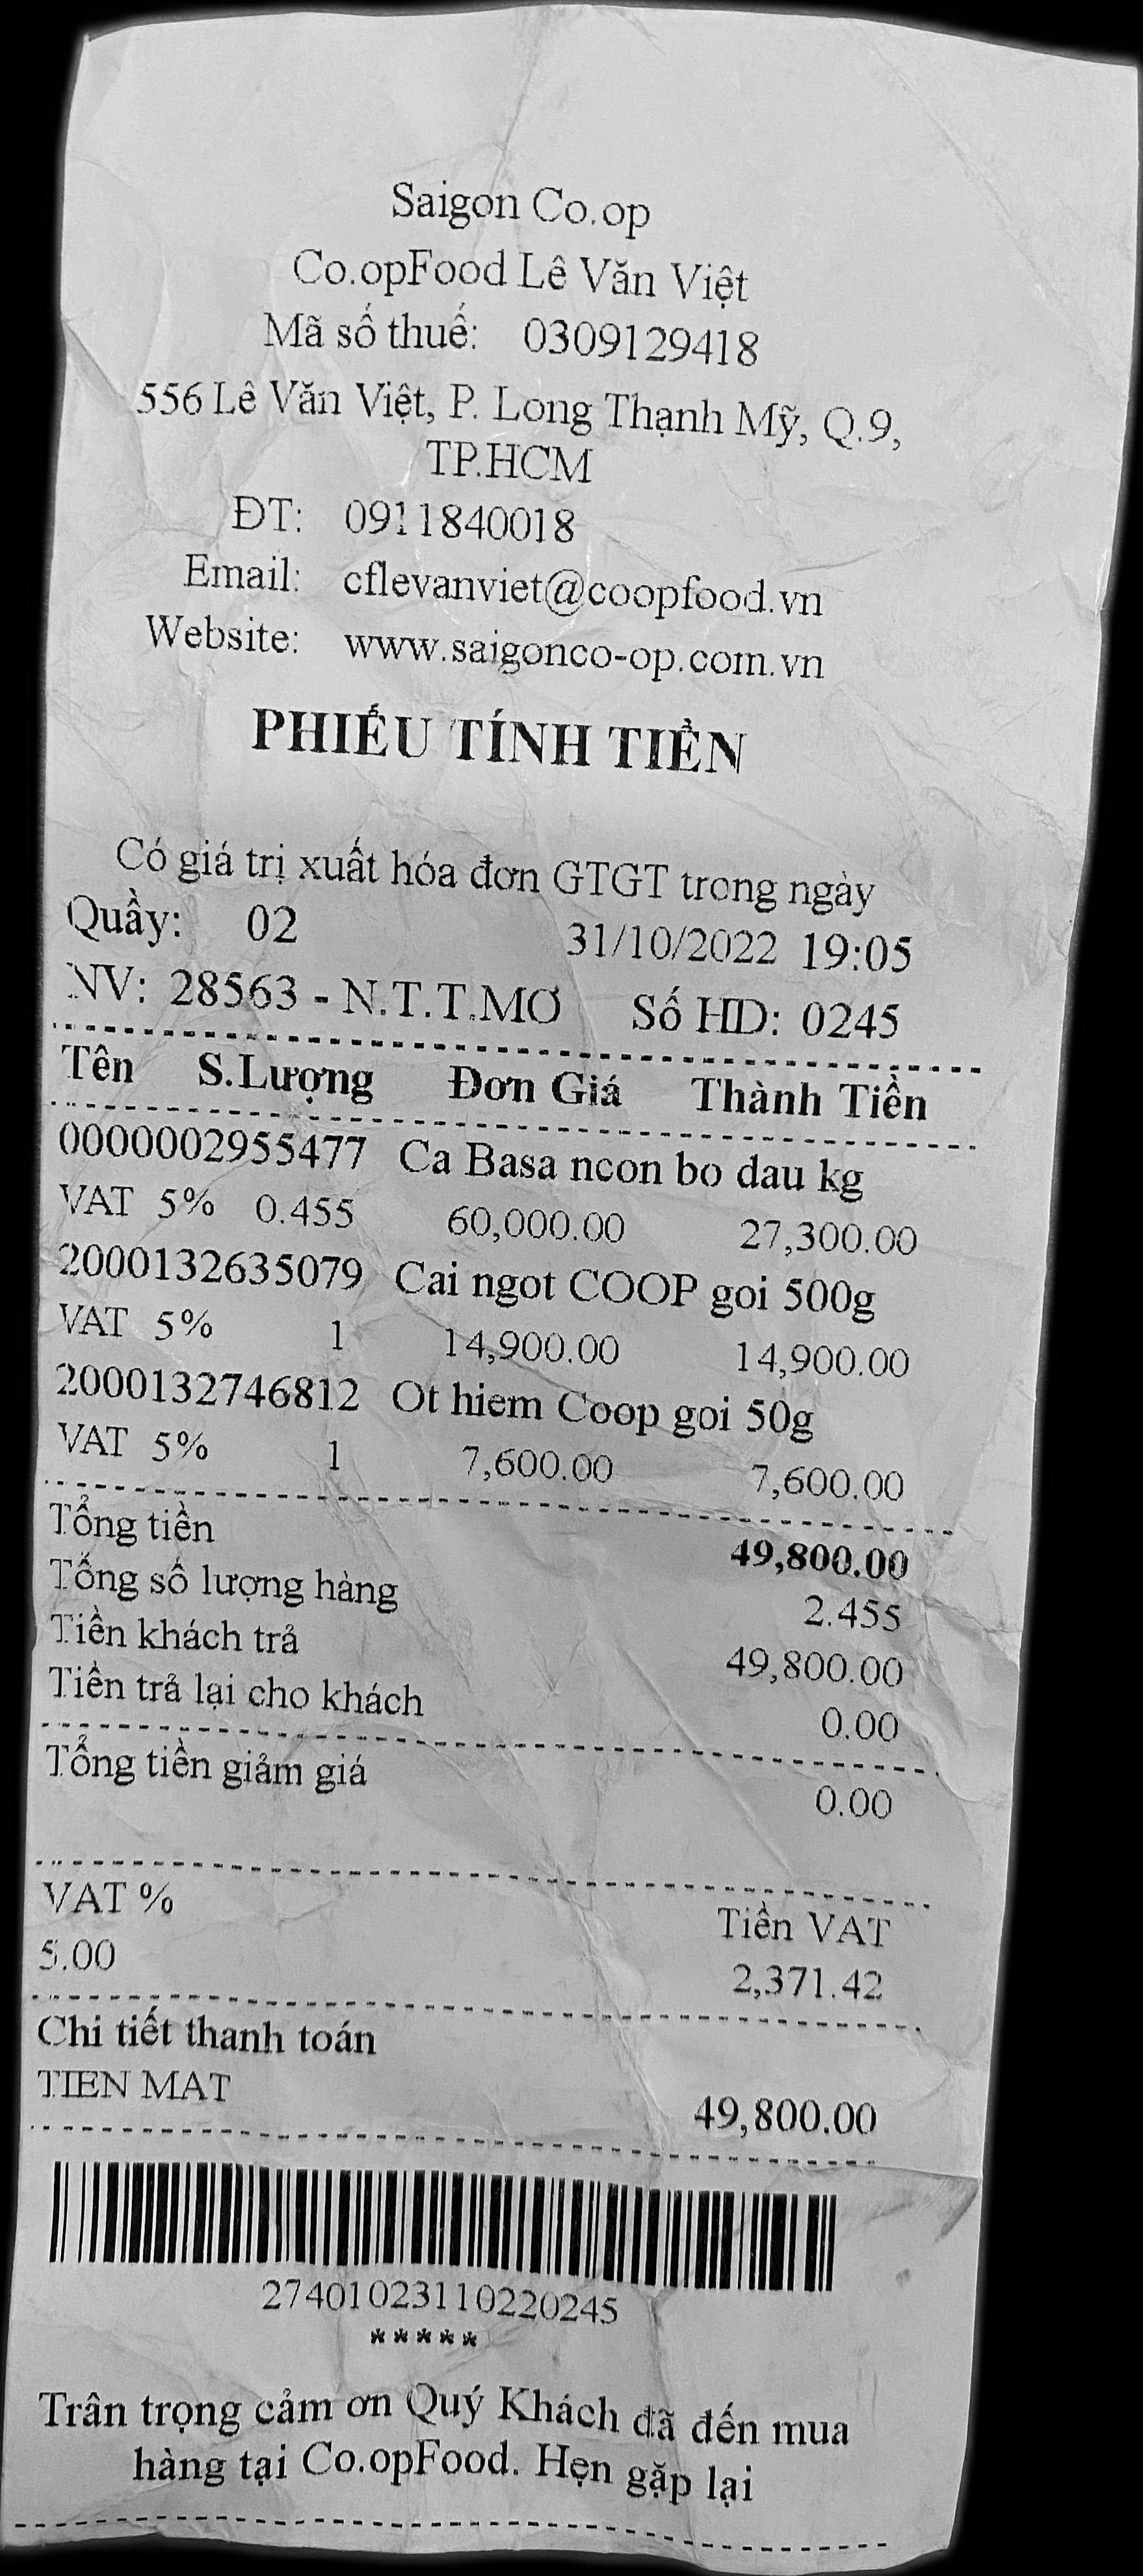 Saigon Co.op
Co.opFood Lê Văn Việt
Mã số thuế: 0309129418
556 Lê Văn Việt, P. Long Thạnh Mỹ, Q.9,
TP.HCM
ĐT: 0911840018
Email: cflevanviet@coopfood.vn
Website: www.saigonco-op.com.vn
PHIẾU TÍNH TIỀN
Có giá trị xuất hóa đơn GTGT trong ngày
Quầy: 02 31/10/2022 19:05
NV: 28563 - N.T.T.MƠ Số HD: 0245
Tên S.Lượng Đơn Giá Thành Tiền
0000002955477 Ca Basa ncon bo dau kg
VAT 5% 0.455 60,000.00 27,300.00
2000132635079 Cai ngot COOP goi 500g
VAT 5% 1 14,900.00 14,900.00
2000132746812 Ot hiem Coop goi 50g
VAT 5% 1 7,600.00 7,600.00
Tổng tiền 49,800.00
Tổng số lượng hàng 2.455
Tiền khách trả 49,800.00
Tiền trả lại cho khách 0.00
Tổng tiền giảm giá 0.00
VAT % Tiền VAT
5.00 2,371.42
Chi tiết thanh toán
TIEN MAT 49,800.00
27401023110220245
*****
Trân trọng cảm ơn Quý Khách đã đến mua
hàng tại Co.opFood. Hẹn gặp lại